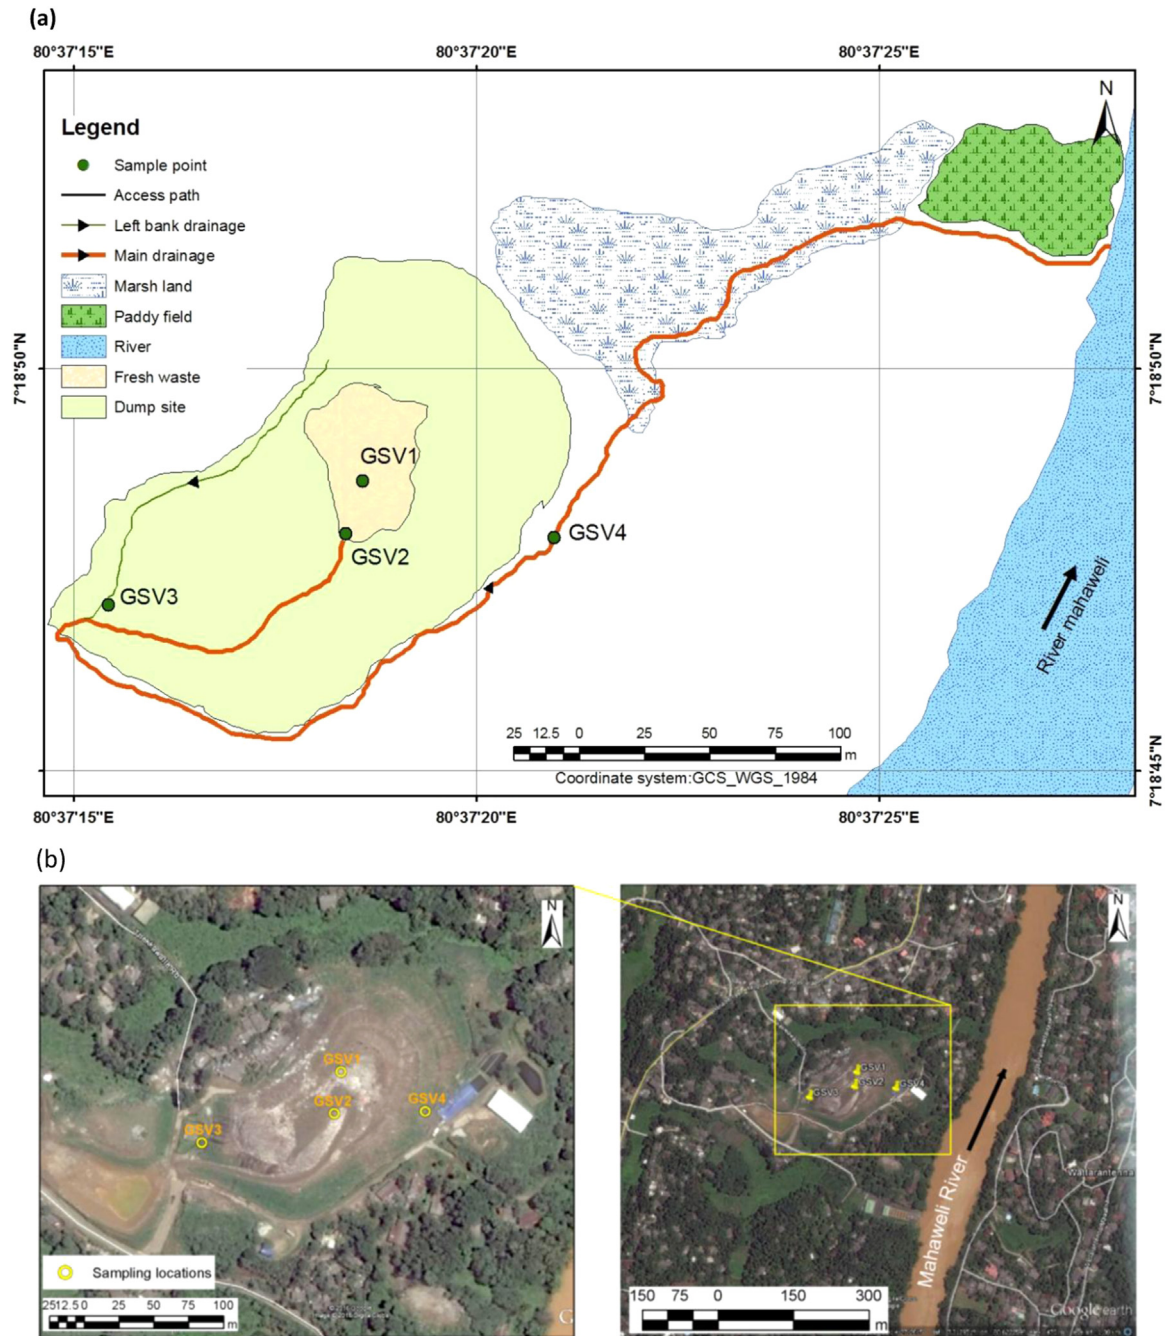 (a)
80°37'15"E 80°37'20"E 80°37'25"E
N
Legend
Sample point
Access path
Left bank drainage
Main drainage
Marsh land
Paddy field
River
Fresh waste
Dump site
7°18'50"N
7°18'50"N
GSV1
GSV2
GSV4
GSV3
River mahaweli
25 12.5 0 25 50 75 100
m
Coordinate system:GCS_WGS_1984
7°18'45"N
80°37'15"E 80°37'20"E 80°37'25"E
(b)
N
GSV1
GSV2
GSV4
GSV3
Sampling locations
25 12.5 0 25 50 75 100
m
G
N
GSV1
GSV2
GSV4
GSV3
Mahaweli River
150 75 0 150 300
m
Google earth